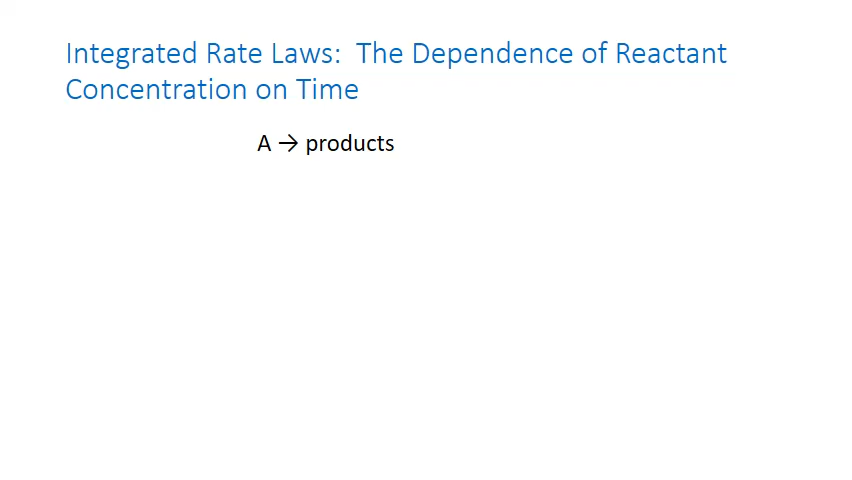 Integrated Rate Laws:  The Dependence of Reactant
Concentration on Time
A → products